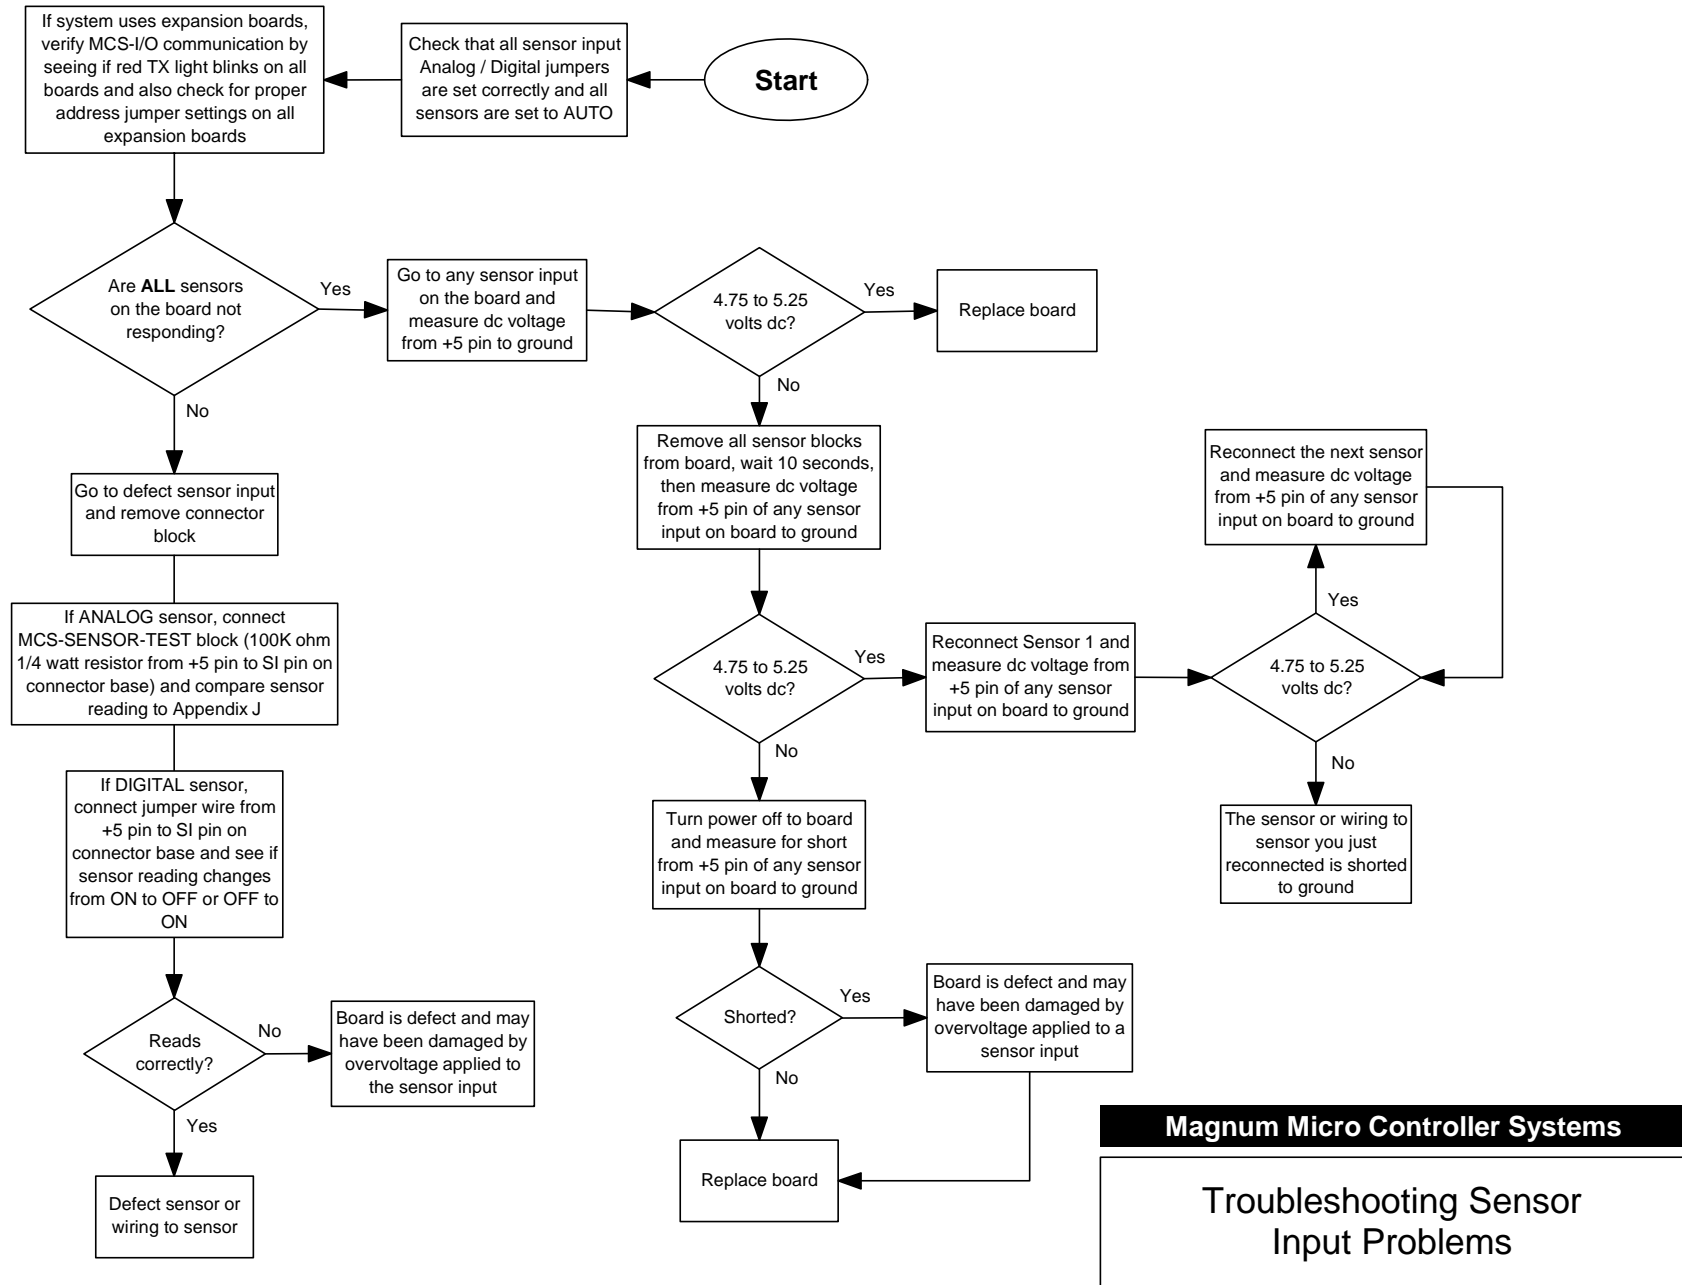 Start
Check that all sensor input
Analog / Digital jumpers
are set correctly and all
sensors are set to AUTO
If system uses expansion boards,
verify MCS-I/O communication by
seeing if red TX light blinks on all
boards and also check for proper
address jumper settings on all
expansion boards
Are ALL sensors
on the board not
responding?
Yes
Go to any sensor input
on the board and
measure dc voltage
from +5 pin to ground
4.75 to 5.25
volts dc?
Yes
Replace board
No
No
Go to defect sensor input
and remove connector
block
If ANALOG sensor, connect
MCS-SENSOR-TEST block (100K ohm
1/4 watt resistor from +5 pin to SI pin on
connector base) and compare sensor
reading to Appendix J
If DIGITAL sensor,
connect jumper wire from
+5 pin to SI pin on
connector base and see if
sensor reading changes
from ON to OFF or OFF to
ON
Reads
correctly?
No
Board is defect and may
have been damaged by
overvoltage applied to
the sensor input
Yes
Defect sensor or
wiring to sensor
Remove all sensor blocks
from board, wait 10 seconds,
then measure dc voltage
from +5 pin of any sensor
input on board to ground
4.75 to 5.25
volts dc?
Yes
Reconnect Sensor 1 and
measure dc voltage from
+5 pin of any sensor
input on board to ground
4.75 to 5.25
volts dc?
Yes
Reconnect the next sensor
and measure dc voltage
from +5 pin of any sensor
input on board to ground
No
The sensor or wiring to
sensor you just
reconnected is shorted
to ground
No
Turn power off to board
and measure for short
from +5 pin of any sensor
input on board to ground
Shorted?
Yes
Board is defect and may
have been damaged by
overvoltage applied to a
sensor input
No
Replace board
Magnum Micro Controller Systems
Troubleshooting Sensor
Input Problems